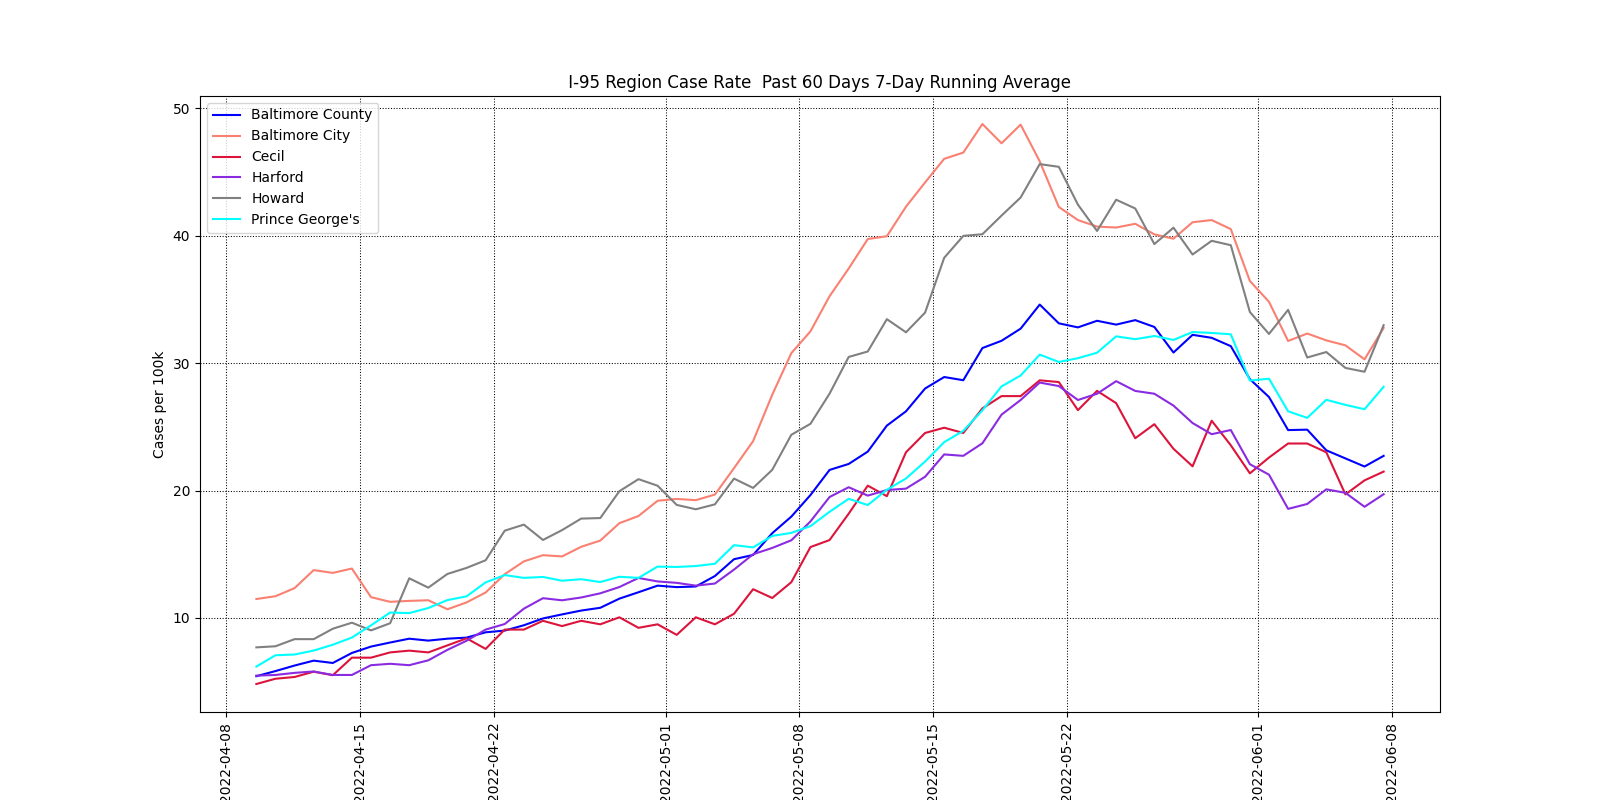 I-95 Region Case Rate  Past 60 Days 7-Day Running Average
Baltimore County
Baltimore City
Cecil
Harford
Howard
Prince George's
Cases per 100k
50
40
30
20
10
2022-04-08
2022-04-15
2022-04-22
2022-05-01
2022-05-08
2022-05-15
2022-05-22
2022-06-01
2022-06-08